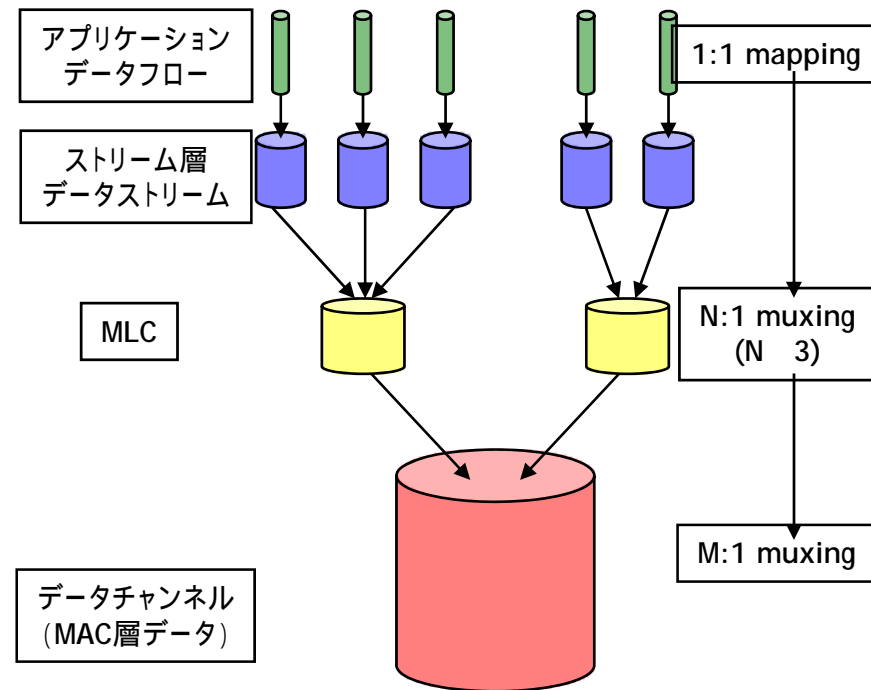 アプリケーション
データフロー
1:1 mapping
ストリーム層
データストリーム
MLC
N:1 muxing
(N 3)
M:1 muxing
データチャンネル
(MAC層データ)